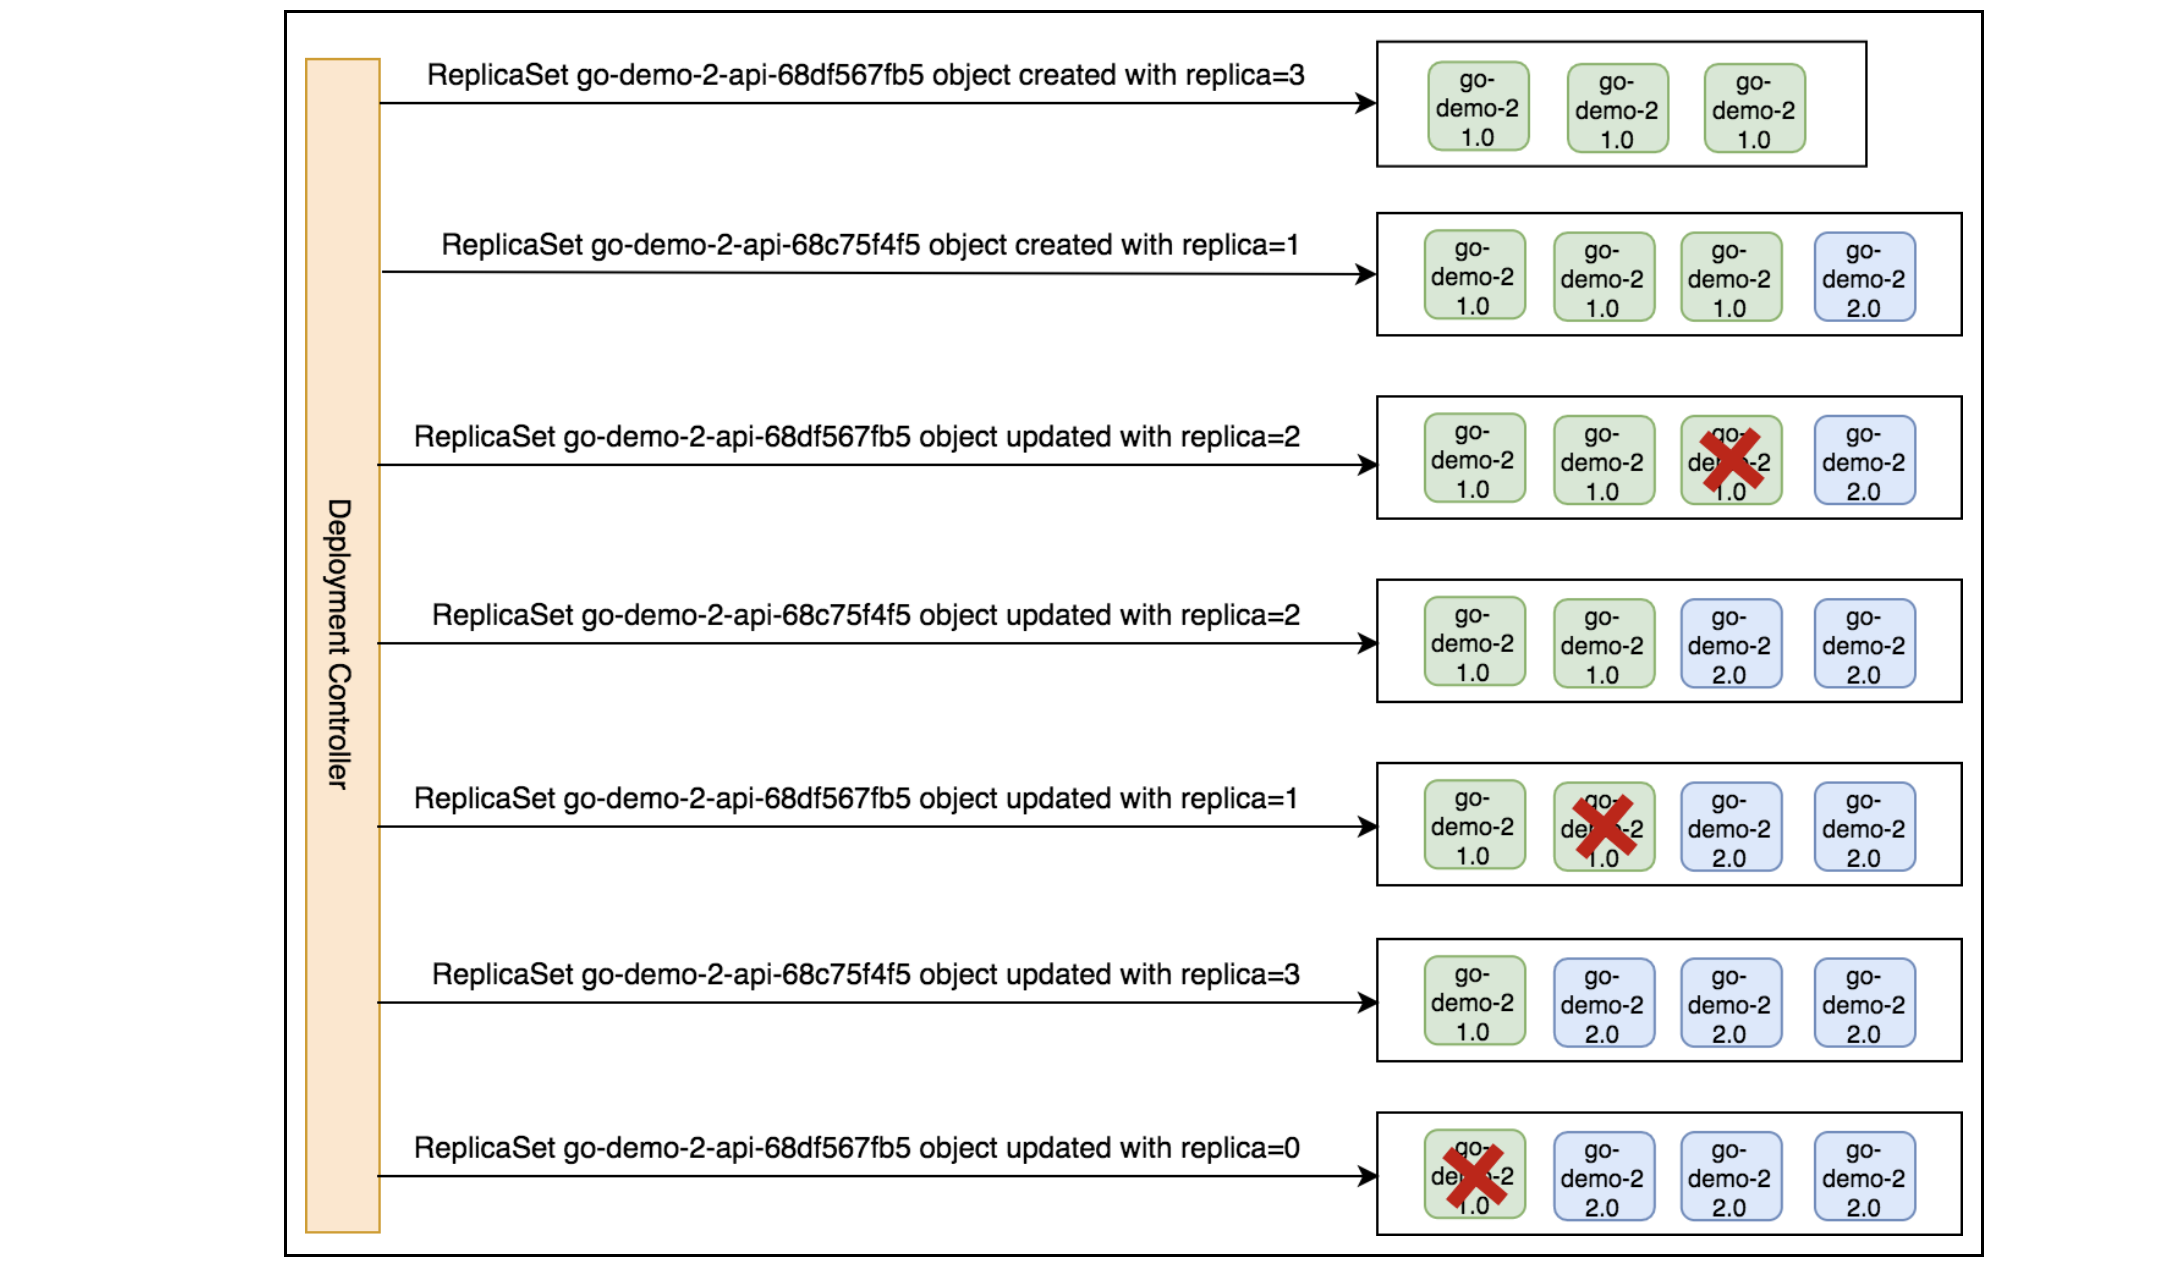 Deployment Controller
ReplicaSet go-demo-2-api-68df567fb5 object created with replica=3
go-
demo-2
1.0
go-
demo-2
1.0
go-
demo-2
1.0
ReplicaSet go-demo-2-api-68c75f4f5 object created with replica=1
go-
demo-2
1.0
go-
demo-2
1.0
go-
demo-2
1.0
go-
demo-2
2.0
ReplicaSet go-demo-2-api-68df567fb5 object updated with replica=2
go-
demo-2
1.0
go-
demo-2
1.0
go-
demo-2
1.0
go-
demo-2
2.0
ReplicaSet go-demo-2-api-68c75f4f5 object updated with replica=2
go-
demo-2
1.0
go-
demo-2
1.0
go-
demo-2
2.0
go-
demo-2
2.0
ReplicaSet go-demo-2-api-68df567fb5 object updated with replica=1
go-
demo-2
1.0
go-
demo-2
1.0
go-
demo-2
2.0
go-
demo-2
2.0
ReplicaSet go-demo-2-api-68c75f4f5 object updated with replica=3
go-
demo-2
1.0
go-
demo-2
2.0
go-
demo-2
2.0
go-
demo-2
2.0
ReplicaSet go-demo-2-api-68df567fb5 object updated with replica=0
go-
demo-2
1.0
go-
demo-2
2.0
go-
demo-2
2.0
go-
demo-2
2.0